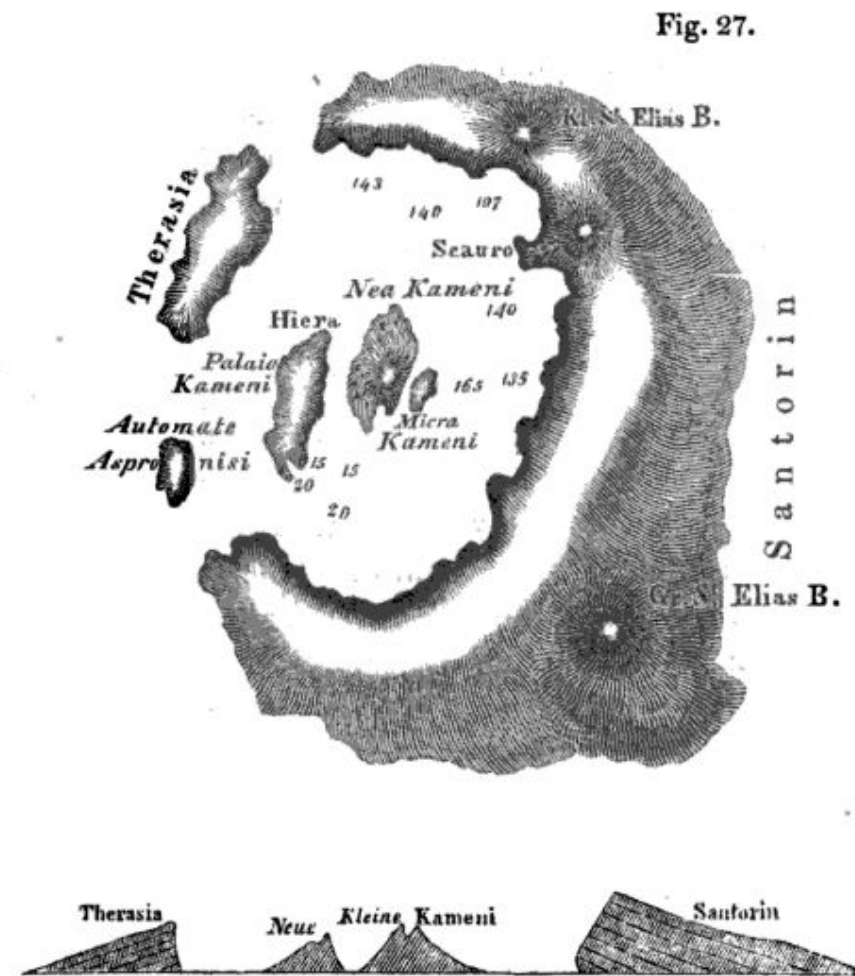 Fig. 27.
Kl. St. Elias B.
Therasia
143
140
107
Scauro
Nea Kameni
140
Hiera
Palaio
Kameni
165
135
Micra
Kameni
Automate
Aspronisi
15
15
20
20
Santorin
Gr. St. Elias B.
Therasia
Neue
Kleine Kameni
Santorin